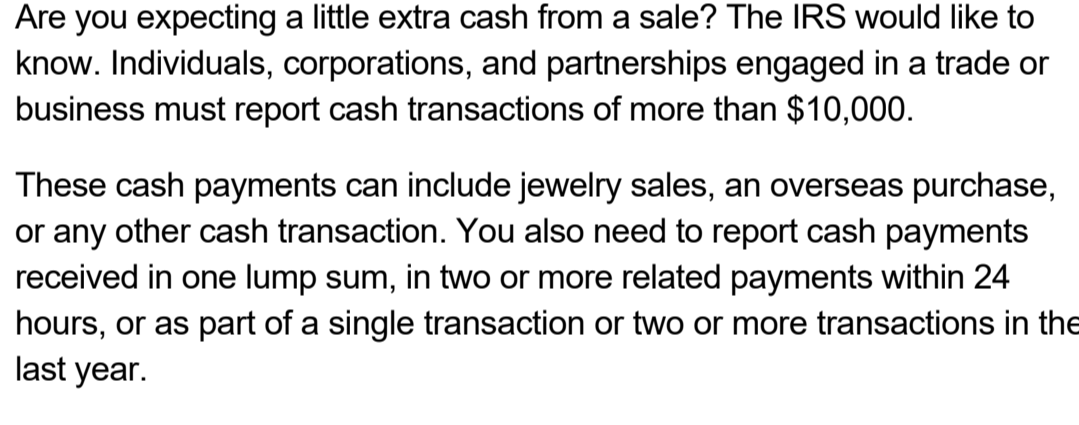 Are you expecting a little extra cash from a sale? The IRS would like to
know. Individuals, corporations, and partnerships engaged in a trade or
business must report cash transactions of more than $10,000.
These cash payments can include jewelry sales, an overseas purchase,
or any other cash transaction. You also need to report cash payments
received in one lump sum, in two or more related payments within 24
hours, or as part of a single transaction or two or more transactions in the
last year.